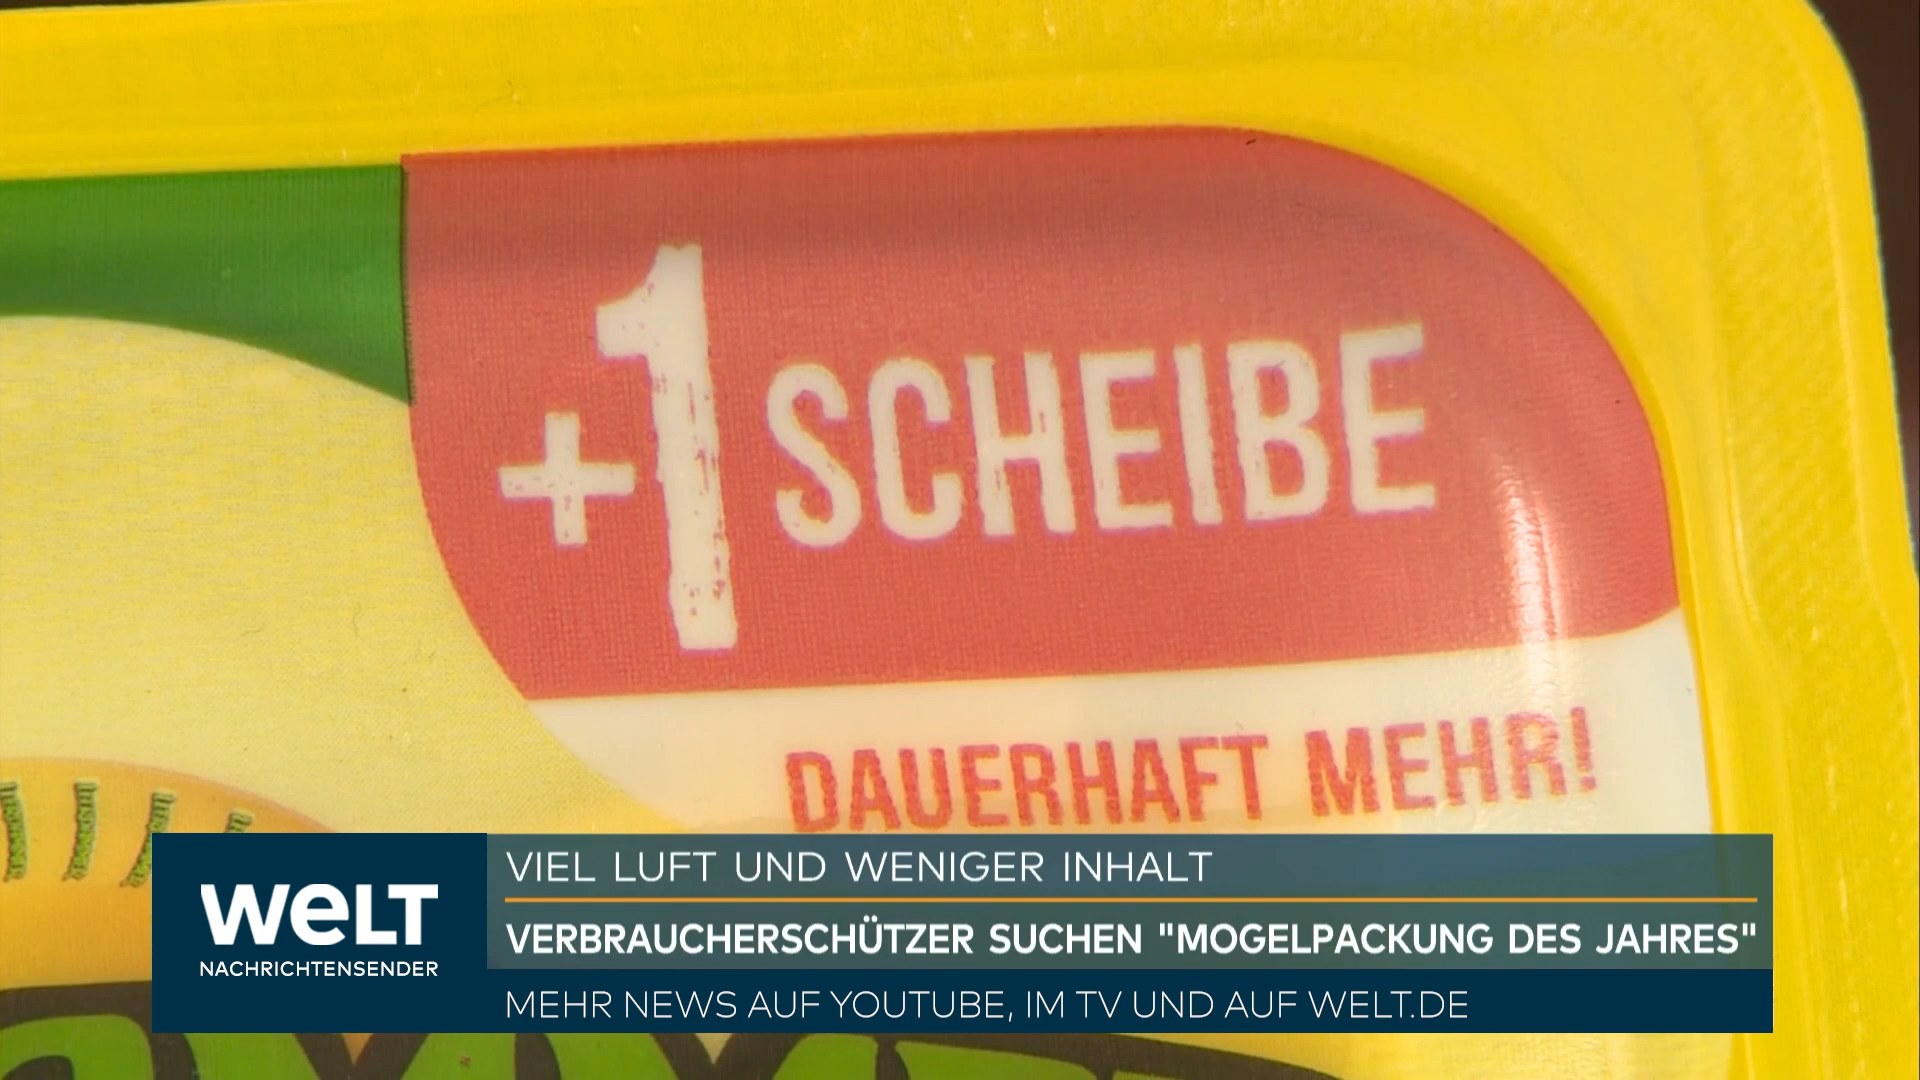 +1 SCHEIBE
DAUERHAFT MEHR!
WELT
NACHRICHTENSENDER
VIEL LUFT UND WENIGER INHALT
VERBRAUCHERSCHÜTZER SUCHEN "MOGELPACKUNG DES JAHRES"
MEHR NEWS AUF YOUTUBE, IM TV UND AUF WELT.DE